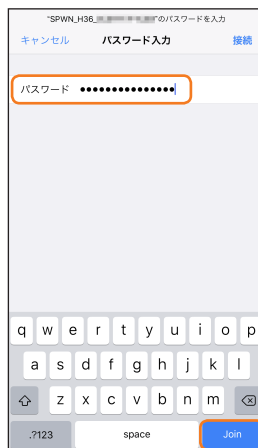 "SPWN_H36_ "のパスワードを入力
キャンセル パスワード入力 接続
パスワード ●●●●●●●●●●●●●●●
q w e r t y u i o p
a s d f g h j k l
z x c v b n m
.?123 space Join